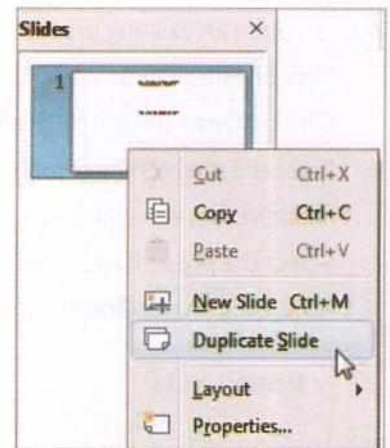 Slides ×
1
Cut Ctrl+X
Copy Ctrl+C
Paste Ctrl+V
New Slide Ctrl+M
Duplicate Slide
Layout
Properties...